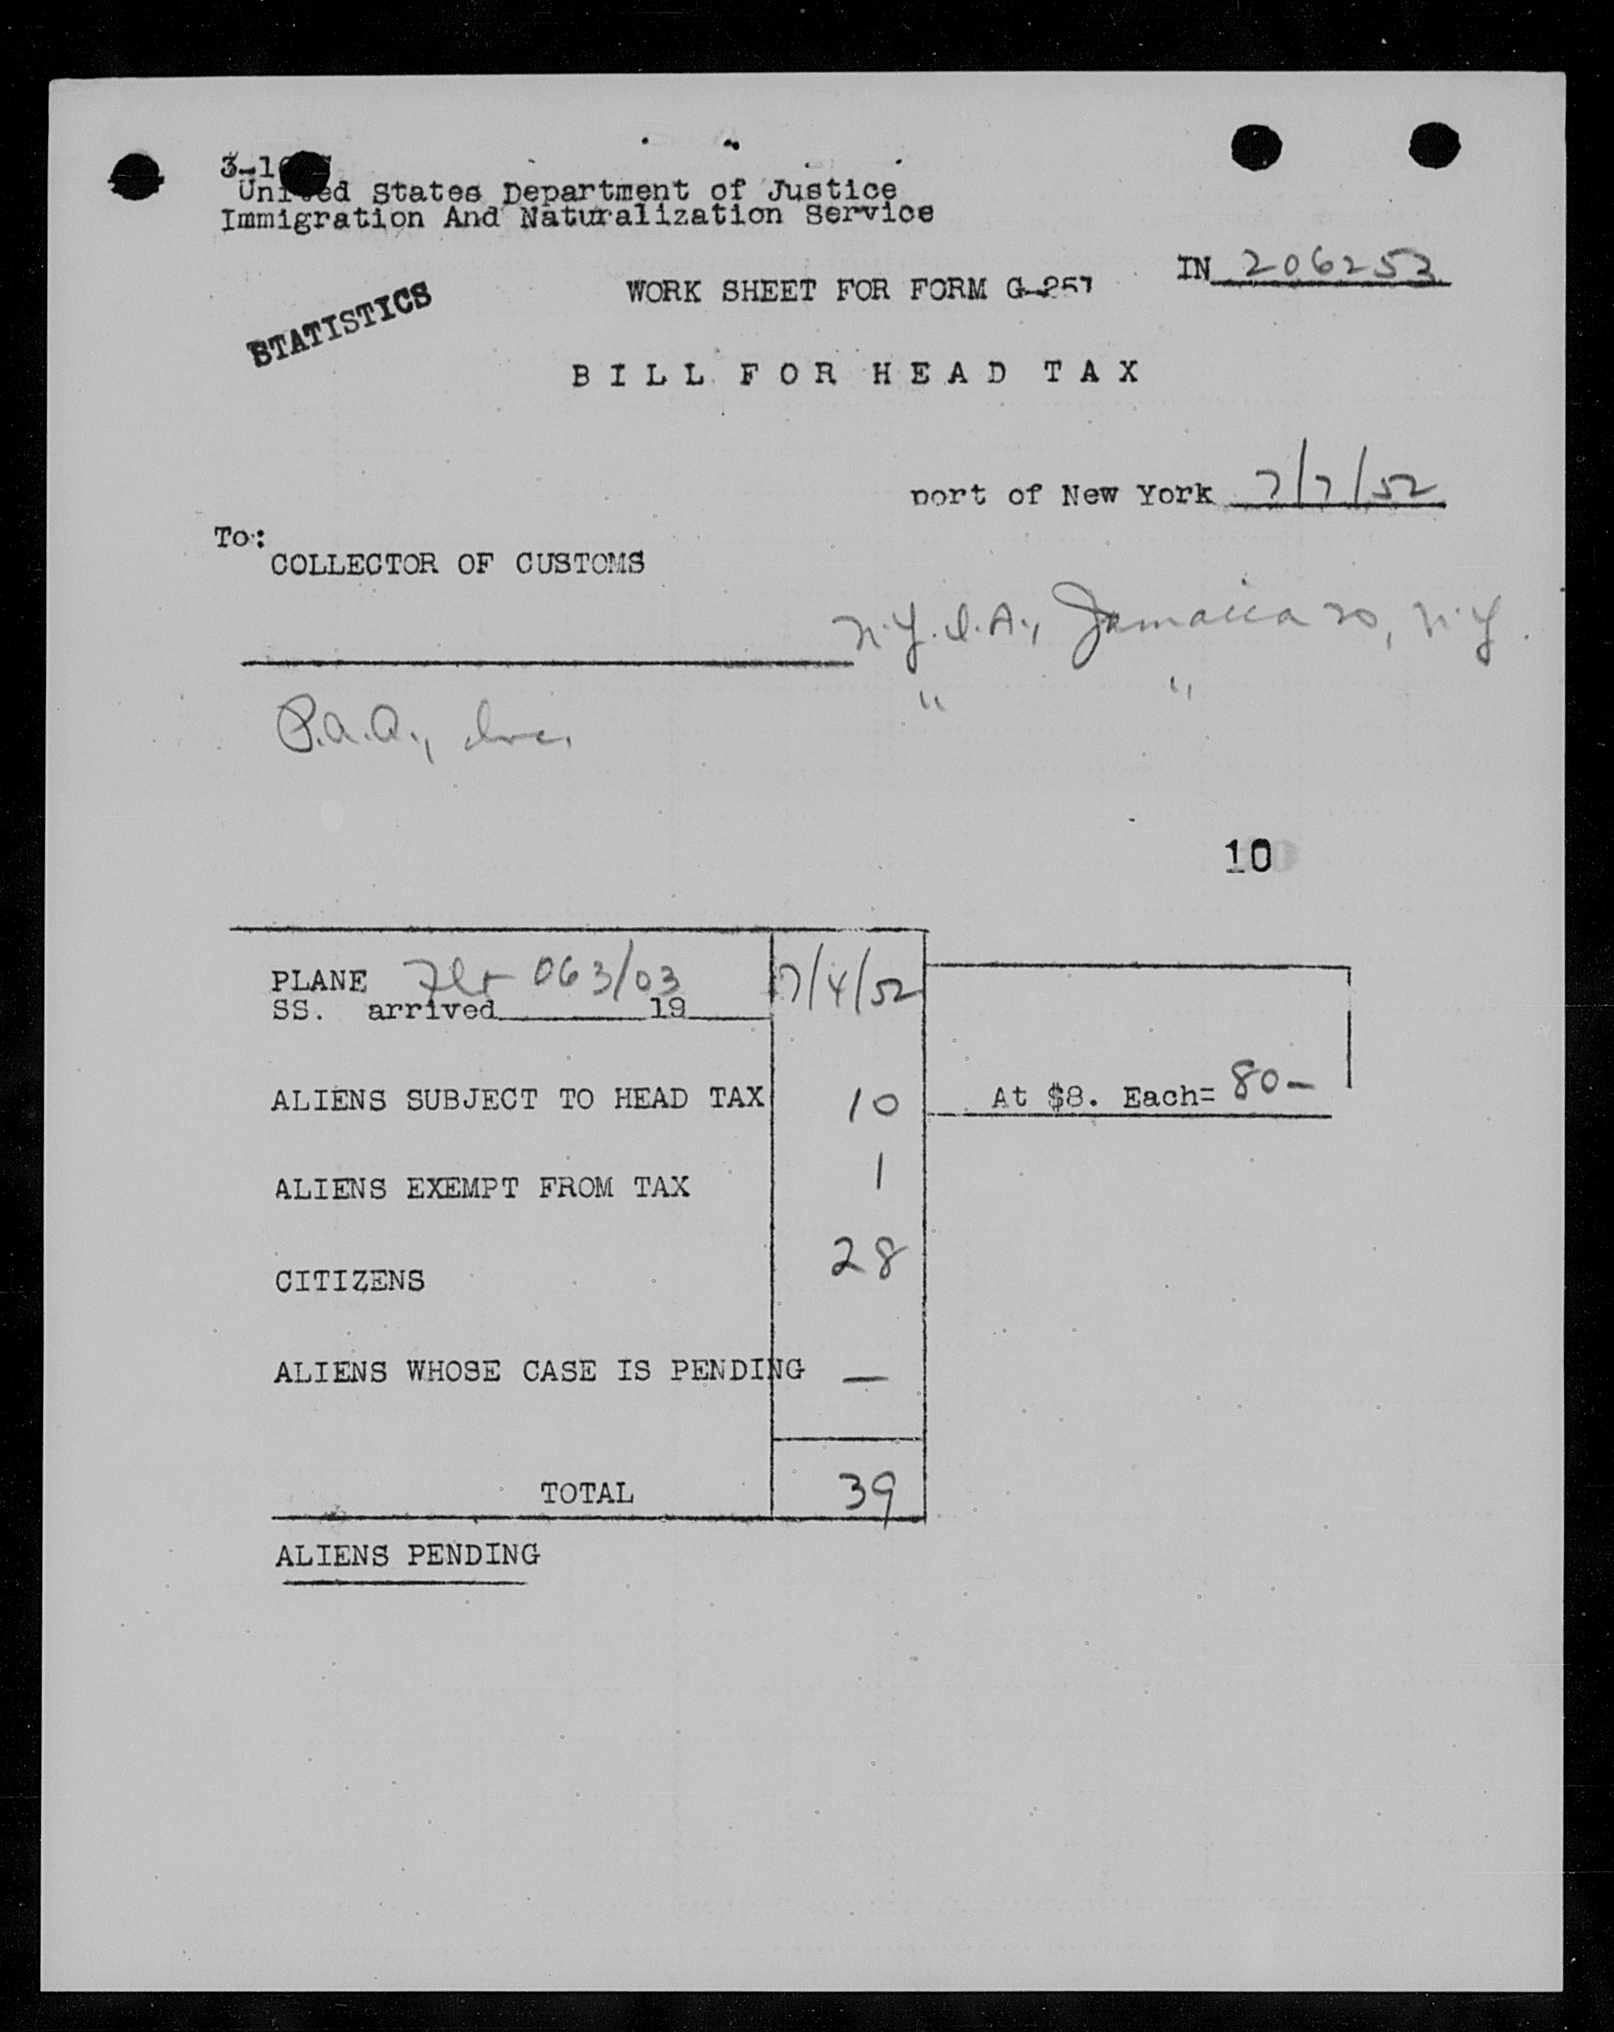 United States Department of Justice
Immigration And Naturalization Service
IN 206253
WORK SHEET FOR FORM G-257
STATISTICS
BILL FOR HEAD TAX
port of New York 7/7/52
To:
COLLECTOR OF CUSTOMS
N.Y.I.A., Jamaica 20, N.Y.
" "
P.A.A., Inc.
10
PLANE Flt 063/03 7/4/52
SS. arrived 19
ALIENS SUBJECT TO HEAD TAX 10 At $8. Each= 80-
ALIENS EXEMPT FROM TAX 1
CITIZENS 28
ALIENS WHOSE CASE IS PENDING —
TOTAL 39
ALIENS PENDING